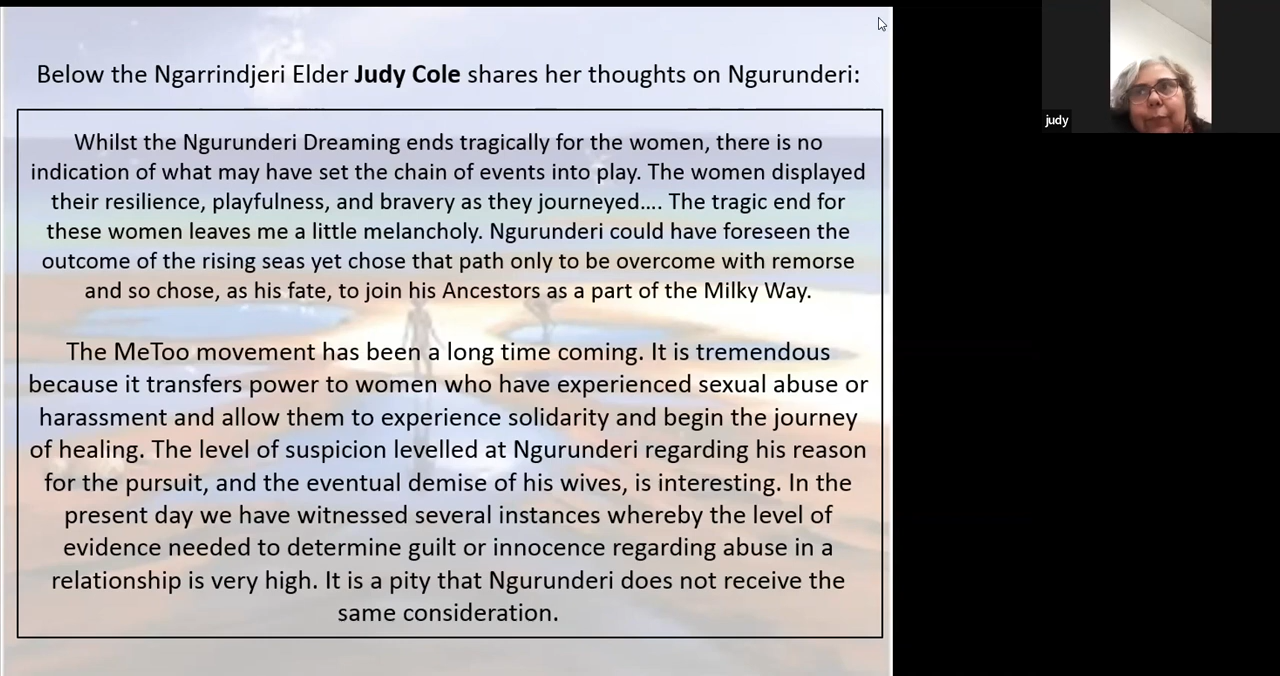 Below the Ngarrindjeri Elder Judy Cole shares her thoughts on Ngurunderi:
Whilst the Ngurunderi Dreaming ends tragically for the women, there is no
indication of what may have set the chain of events into play. The women displayed
their resilience, playfulness, and bravery as they journeyed.... The tragic end for
these women leaves me a little melancholy. Ngurunderi could have foreseen the
outcome of the rising seas yet chose that path only to be overcome with remorse
and so chose, as his fate, to join his Ancestors as a part of the Milky Way.
The MeToo movement has been a long time coming. It is tremendous
because it transfers power to women who have experienced sexual abuse or
harassment and allow them to experience solidarity and begin the journey
of healing. The level of suspicion levelled at Ngurunderi regarding his reason
for the pursuit, and the eventual demise of his wives, is interesting. In the
present day we have witnessed several instances whereby the level of
evidence needed to determine guilt or innocence regarding abuse in a
relationship is very high. It is a pity that Ngurunderi does not receive the
same consideration.
judy